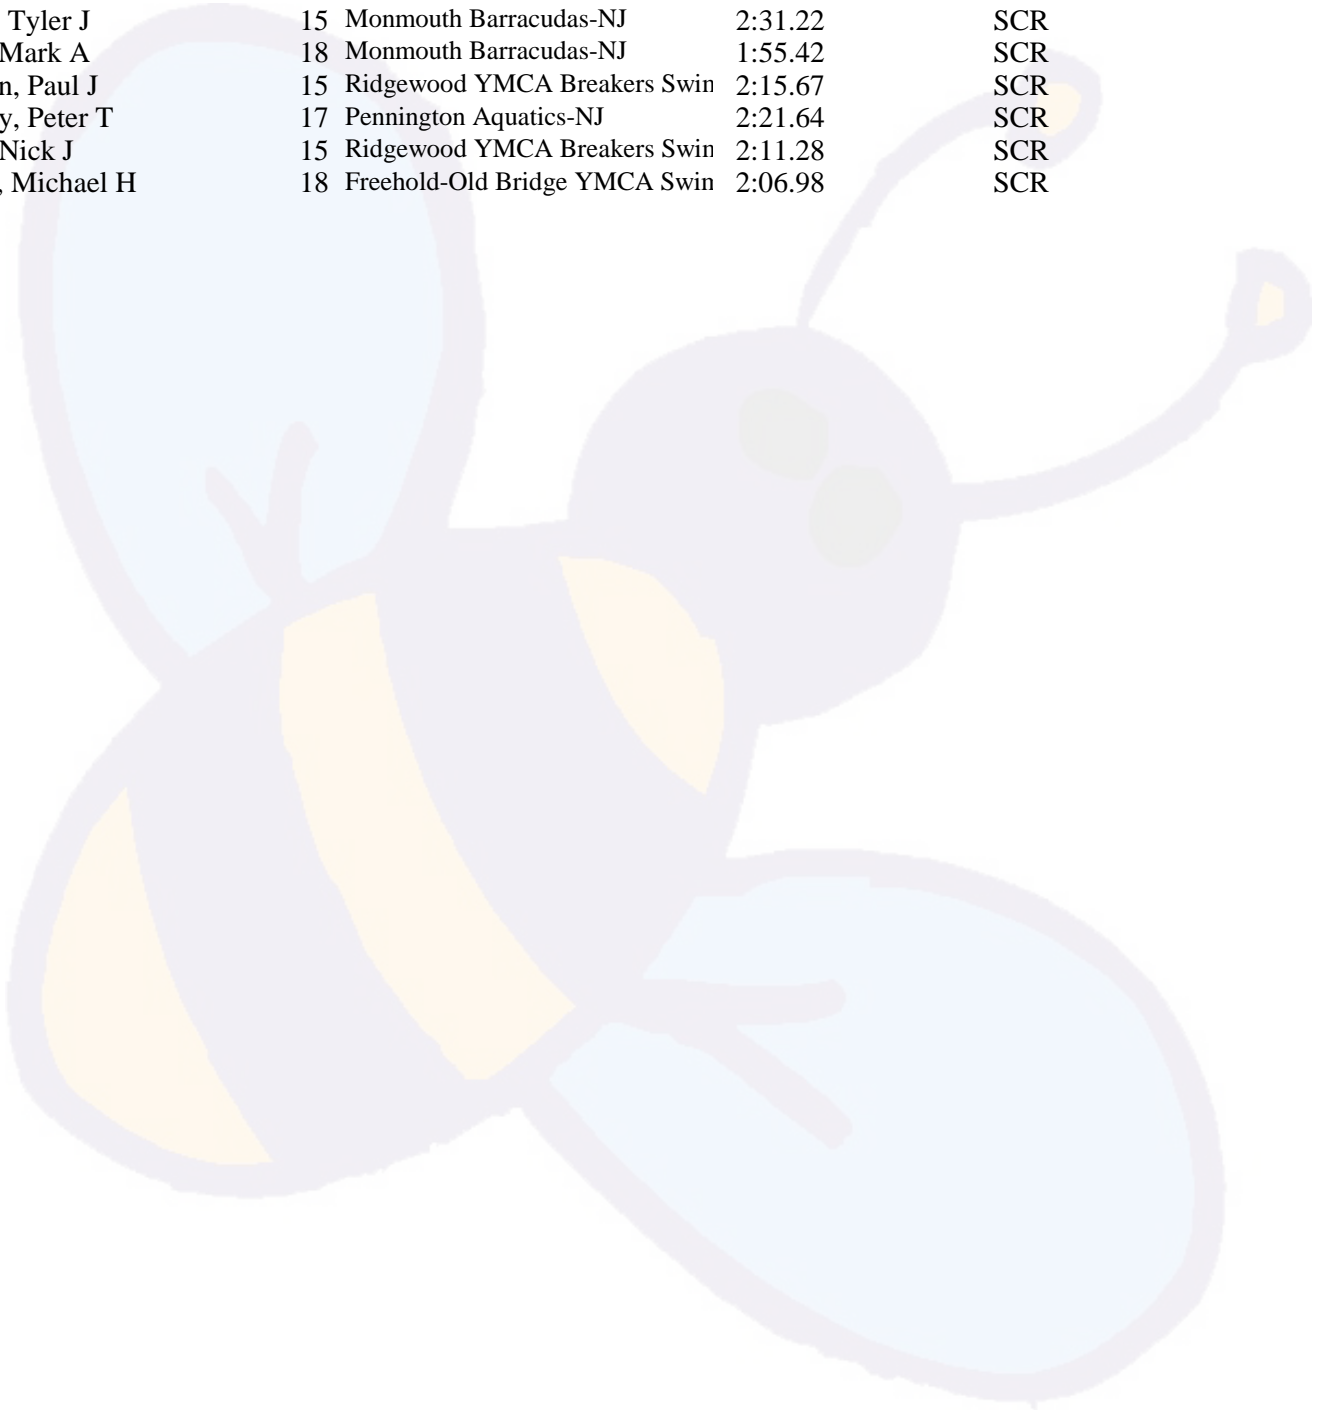 , Tyler J 15 Monmouth Barracudas-NJ 2:31.22 SCR
Mark A 18 Monmouth Barracudas-NJ 1:55.42 SCR
n, Paul J 15 Ridgewood YMCA Breakers Swin 2:15.67 SCR
y, Peter T 17 Pennington Aquatics-NJ 2:21.64 SCR
Nick J 15 Ridgewood YMCA Breakers Swin 2:11.28 SCR
, Michael H 18 Freehold-Old Bridge YMCA Swin 2:06.98 SCR